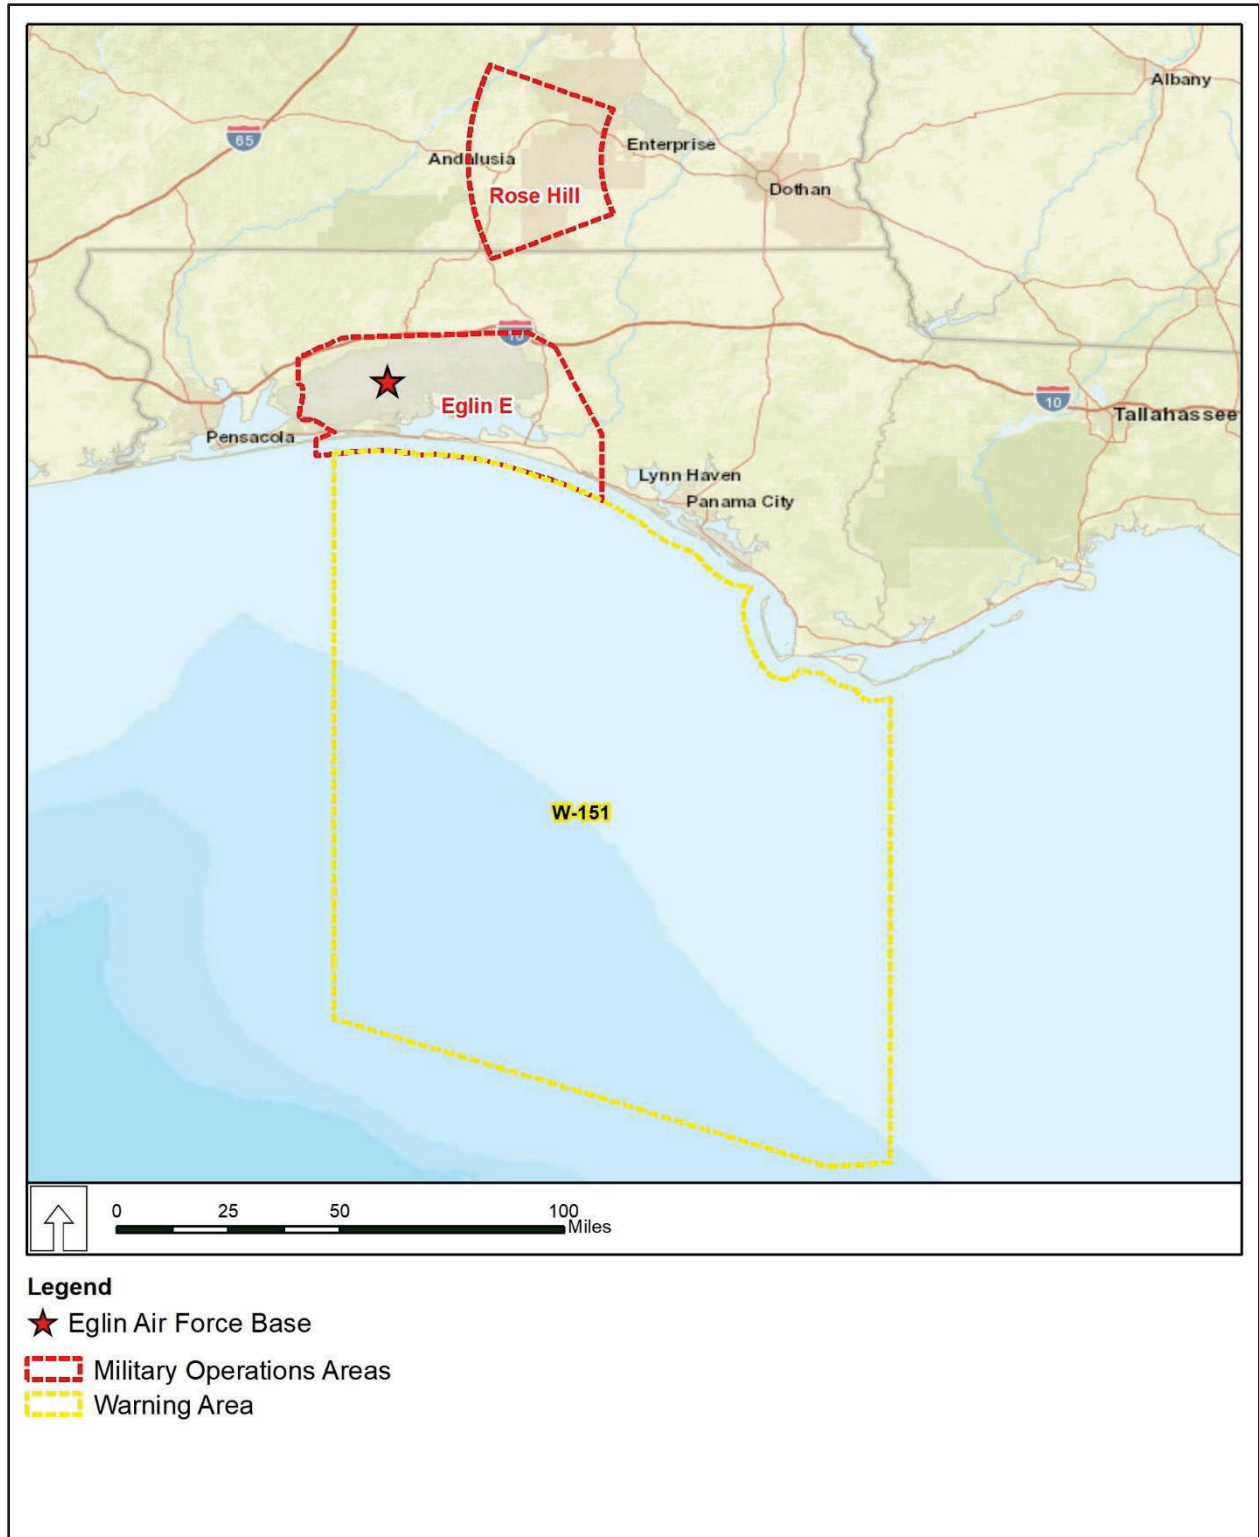 Albany
65
Enterprise
Andalusia
Dothan
Rose Hill
10
10
Eglin E
Tallahassee
Pensacola
Lynn Haven
Panama City
W-151
0 25 50 100
Miles
Legend
Eglin Air Force Base
Military Operations Areas
Warning Area